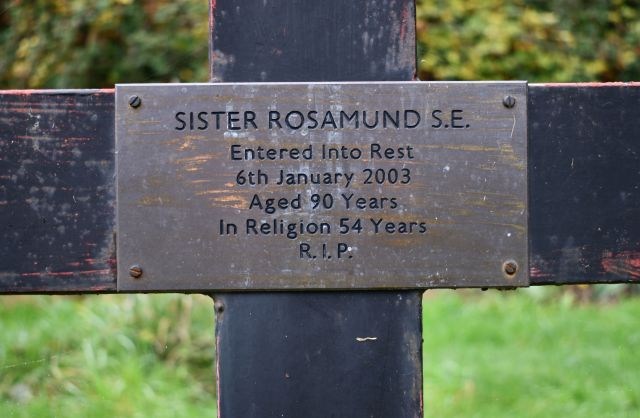 SISTER ROSAMUND S.E.
Entered Into Rest
6th January 2003
Aged 90 Years
In Religion 54 Years
R.I.P.